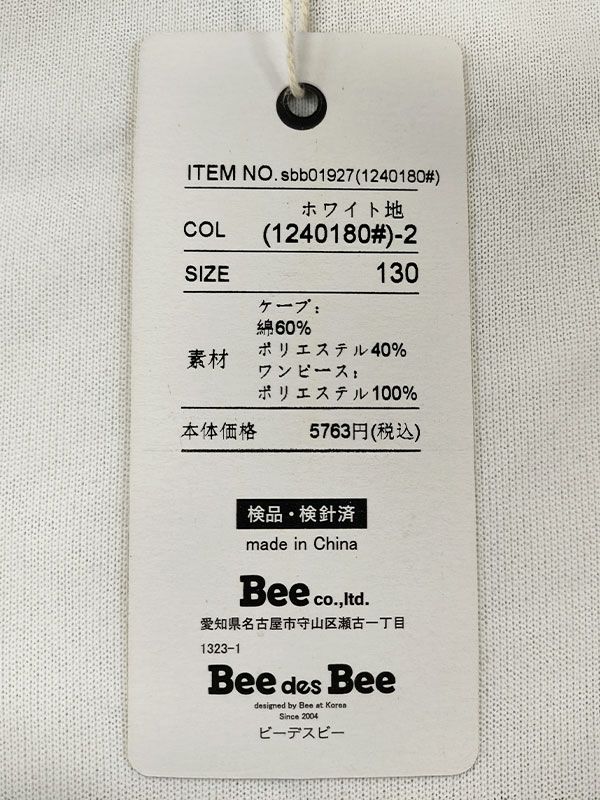 ITEM NO. sbb01927(1240180#)
ホワイト地
COL (1240180#)-2
SIZE 130
ケープ:
綿60%
ポリエステル40%
素材
ワンピース:
ポリエステル100%
本体価格 5763円(税込)
検品・検針済
made in China
Bee co.,ltd.
愛知県名古屋市守山区瀬古一丁目
1323-1
Bee des Bee
designed by Bee at Korea
Since 2004
ビーデスビー